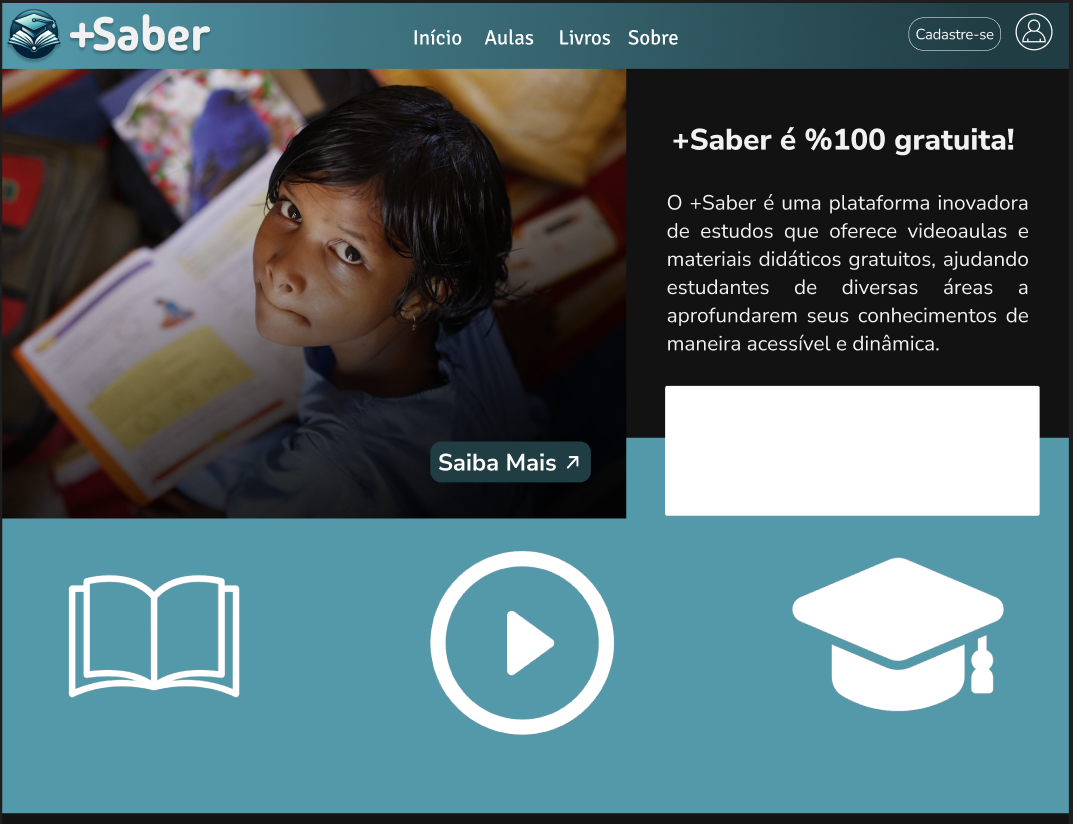 +Saber
Início Aulas Livros Sobre
Cadastre-se
+Saber é %100 gratuita!
O +Saber é uma plataforma inovadora
de estudos que oferece videoaulas e
materiais didáticos gratuitos, ajudando
estudantes de diversas áreas a
aprofundarem seus conhecimentos de
maneira acessível e dinâmica.
Saiba Mais